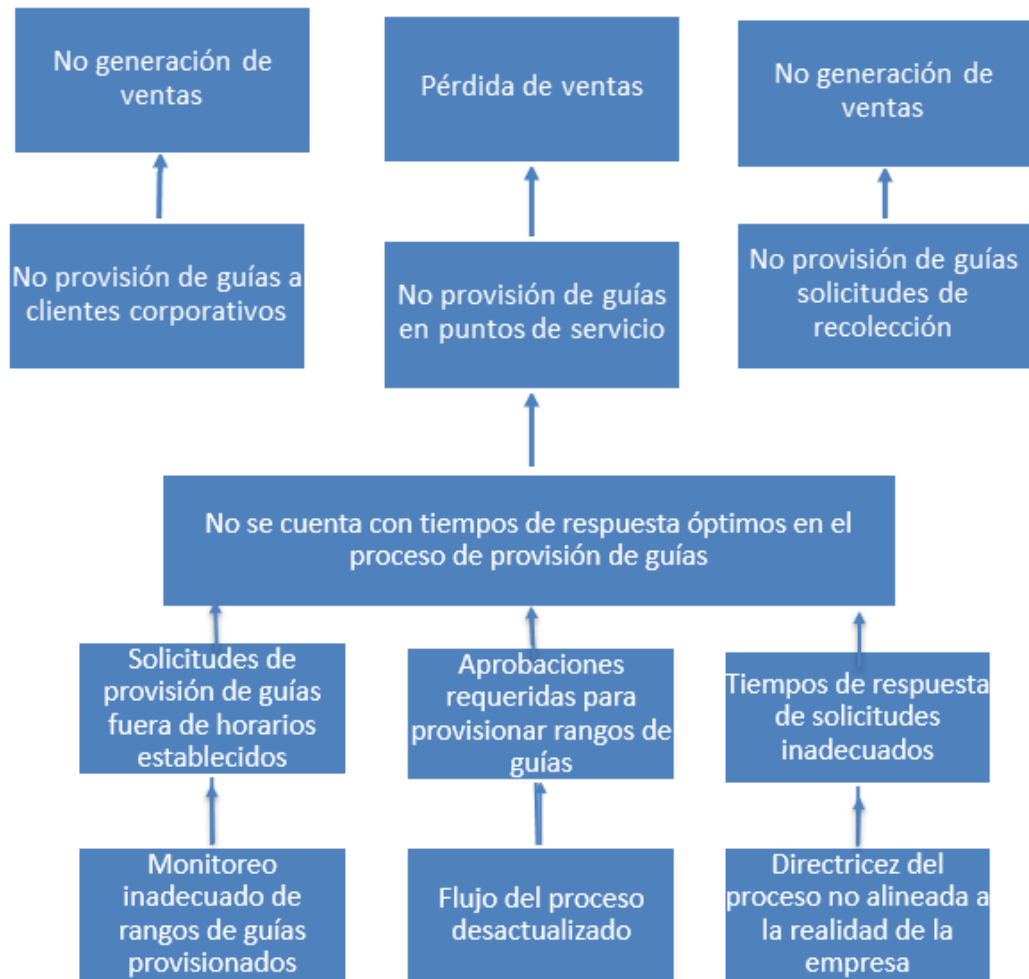 No generación de
ventas
Pérdida de ventas
No generación de
ventas
No provisión de guías a
clientes corporativos
No provisión de guías
en puntos de servicio
No provisión de guías
solicitudes de
recolección
No se cuenta con tiempos de respuesta óptimos en el
proceso de provisión de guías
Solicitudes de
provisión de guías
fuera de horarios
establecidos
Aprobaciones
requeridas para
provisionar rangos de
guías
Tiempos de respuesta
de solicitudes
inadecuados
Monitoreo
inadecuado de
rangos de guías
provisionados
Flujo del proceso
desactualizado
Directricez del
proceso no alineada a
la realidad de la
empresa